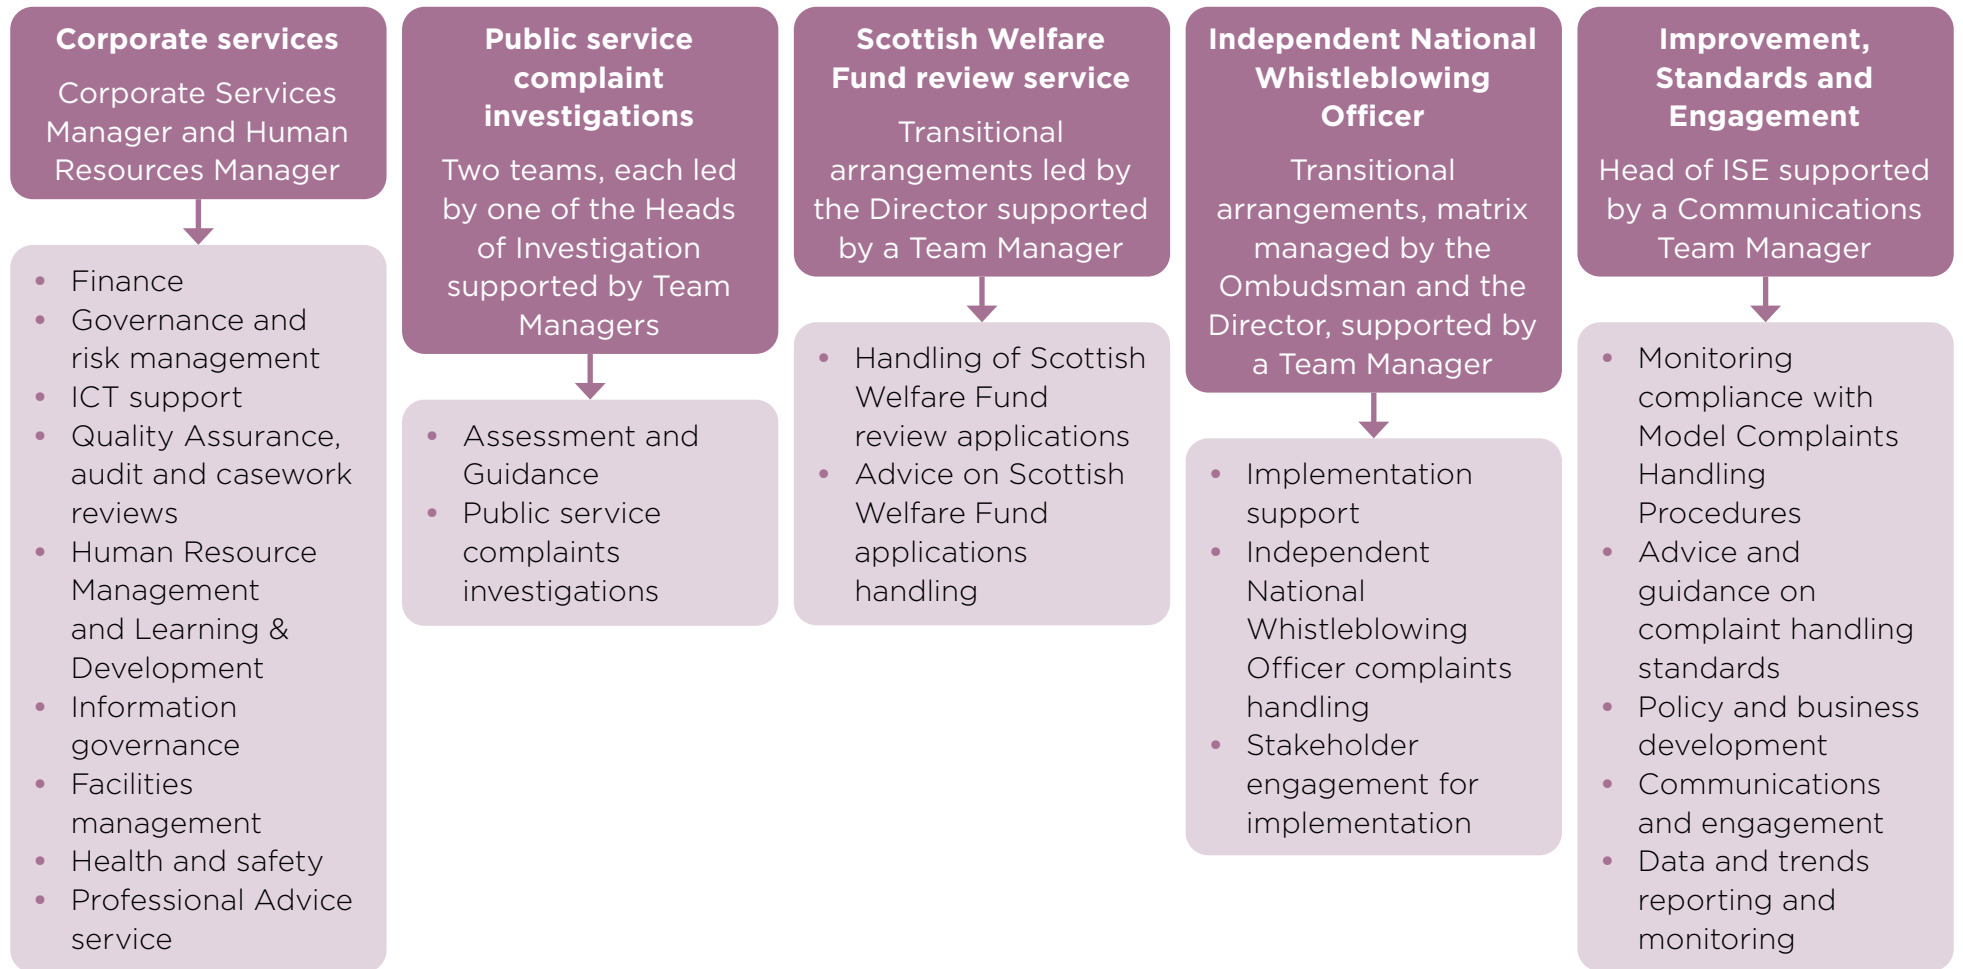 Corporate services
Corporate Services
Manager and Human
Resources Manager
• Finance
• Governance and
risk management
• ICT support
• Quality Assurance,
audit and casework
reviews
• Human Resource
Management
and Learning &
Development
• Information
governance
• Facilities
management
• Health and safety
• Professional Advice
service
Public service
complaint
investigations
Two teams, each led
by one of the Heads
of Investigation
supported by Team
Managers
• Assessment and
Guidance
• Public service
complaints
investigations
Scottish Welfare
Fund review service
Transitional
arrangements led by
the Director supported
by a Team Manager
• Handling of Scottish
Welfare Fund
review applications
• Advice on Scottish
Welfare Fund
applications
handling
Independent National
Whistleblowing
Officer
Transitional
arrangements, matrix
managed by the
Ombudsman and the
Director, supported by
a Team Manager
• Implementation
support
• Independent
National
Whistleblowing
Officer complaints
handling
• Stakeholder
engagement for
implementation
Improvement,
Standards and
Engagement
Head of ISE supported
by a Communications
Team Manager
• Monitoring
compliance with
Model Complaints
Handling
Procedures
• Advice and
guidance on
complaint handling
standards
• Policy and business
development
• Communications
and engagement
• Data and trends
reporting and
monitoring